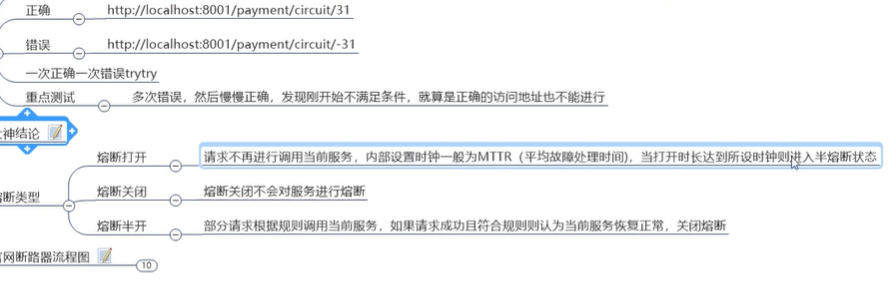 正确
http://localhost:8001/payment/circuit/31
错误
http://localhost:8001/payment/circuit/-31
一次正确一次错误trytry
重点测试
多次错误，然后慢慢正确，发现刚开始不满足条件，就算是正确的访问地址也不能进行
神结论
熔断打开
请求不再进行调用当前服务，内部设置时钟一般为MTTR（平均故障处理时间)，当打开时长达到所设时钟则进入半熔断状态
断类型
熔断关闭
熔断关闭不会对服务进行熔断
熔断半开
部分请求根据规则调用当前服务，如果请求成功且符合规则则认为当前服务恢复正常，关闭熔断
网断路器流程图
10